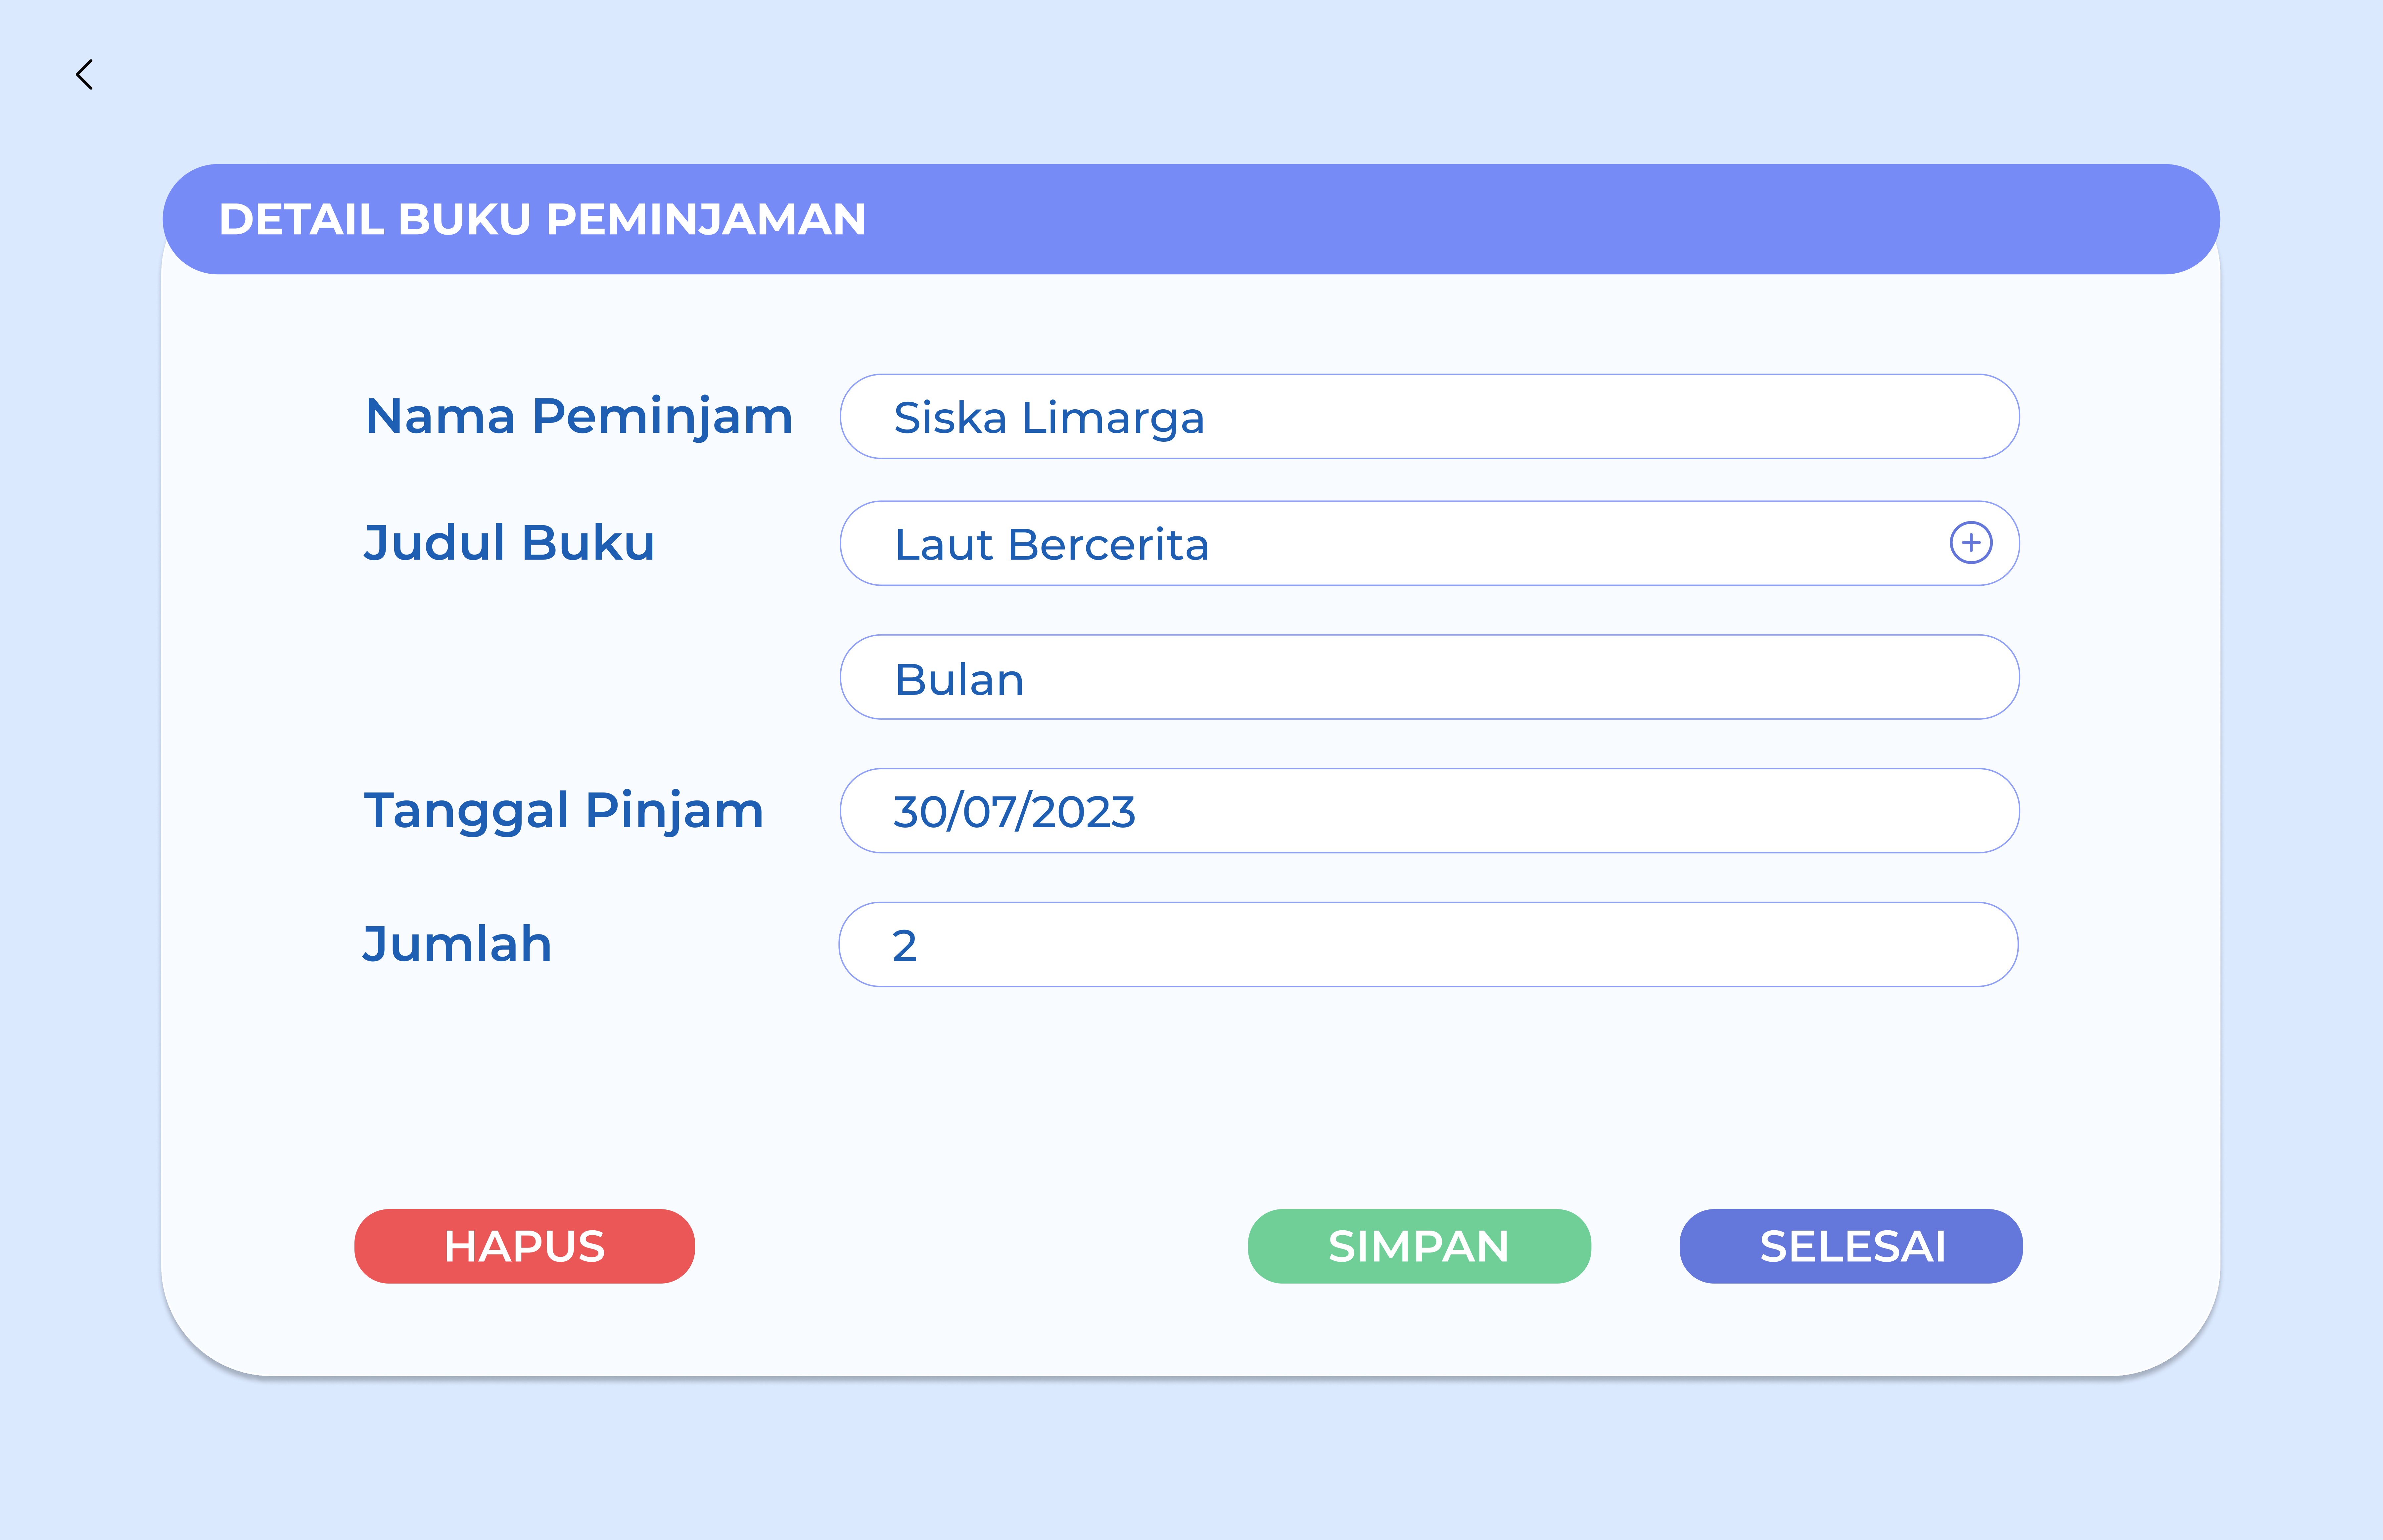 DETAIL BUKU PEMINJAMAN
Nama Peminjam Siska Limarga
Judul Buku Laut Bercerita
Bulan
Tanggal Pinjam 30/07/2023
Jumlah 2
HAPUS SIMPAN SELESAI